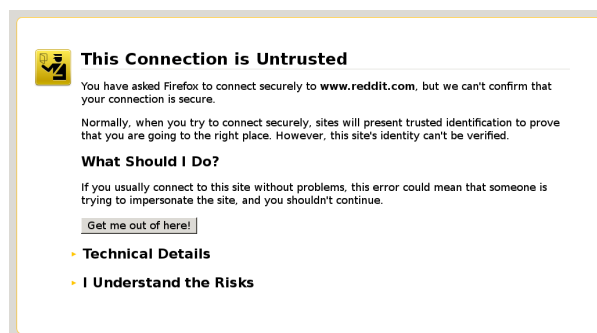 This Connection is Untrusted
You have asked Firefox to connect securely to www.reddit.com, but we can't confirm that
your connection is secure.
Normally, when you try to connect securely, sites will present trusted identification to prove
that you are going to the right place. However, this site's identity can't be verified.
What Should I Do?
If you usually connect to this site without problems, this error could mean that someone is
trying to impersonate the site, and you shouldn't continue.
Get me out of here!
Technical Details
I Understand the Risks